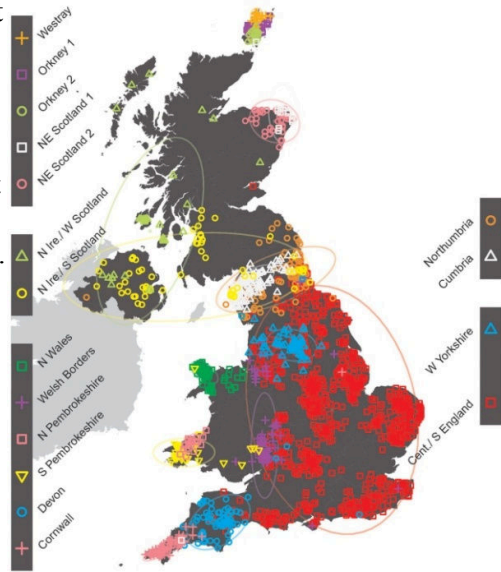 Westray
Orkney 1
Orkney 2
NE Scotland 1
NE Scotland 2
N Ire./ W Scotland
N Ire./ S Scotland
N Wales
Welsh Borders
N Pembrokeshire
S Pembrokeshire
Devon
Cornwall
Northumbria
Cumbria
W Yorkshire
Cent./ S England